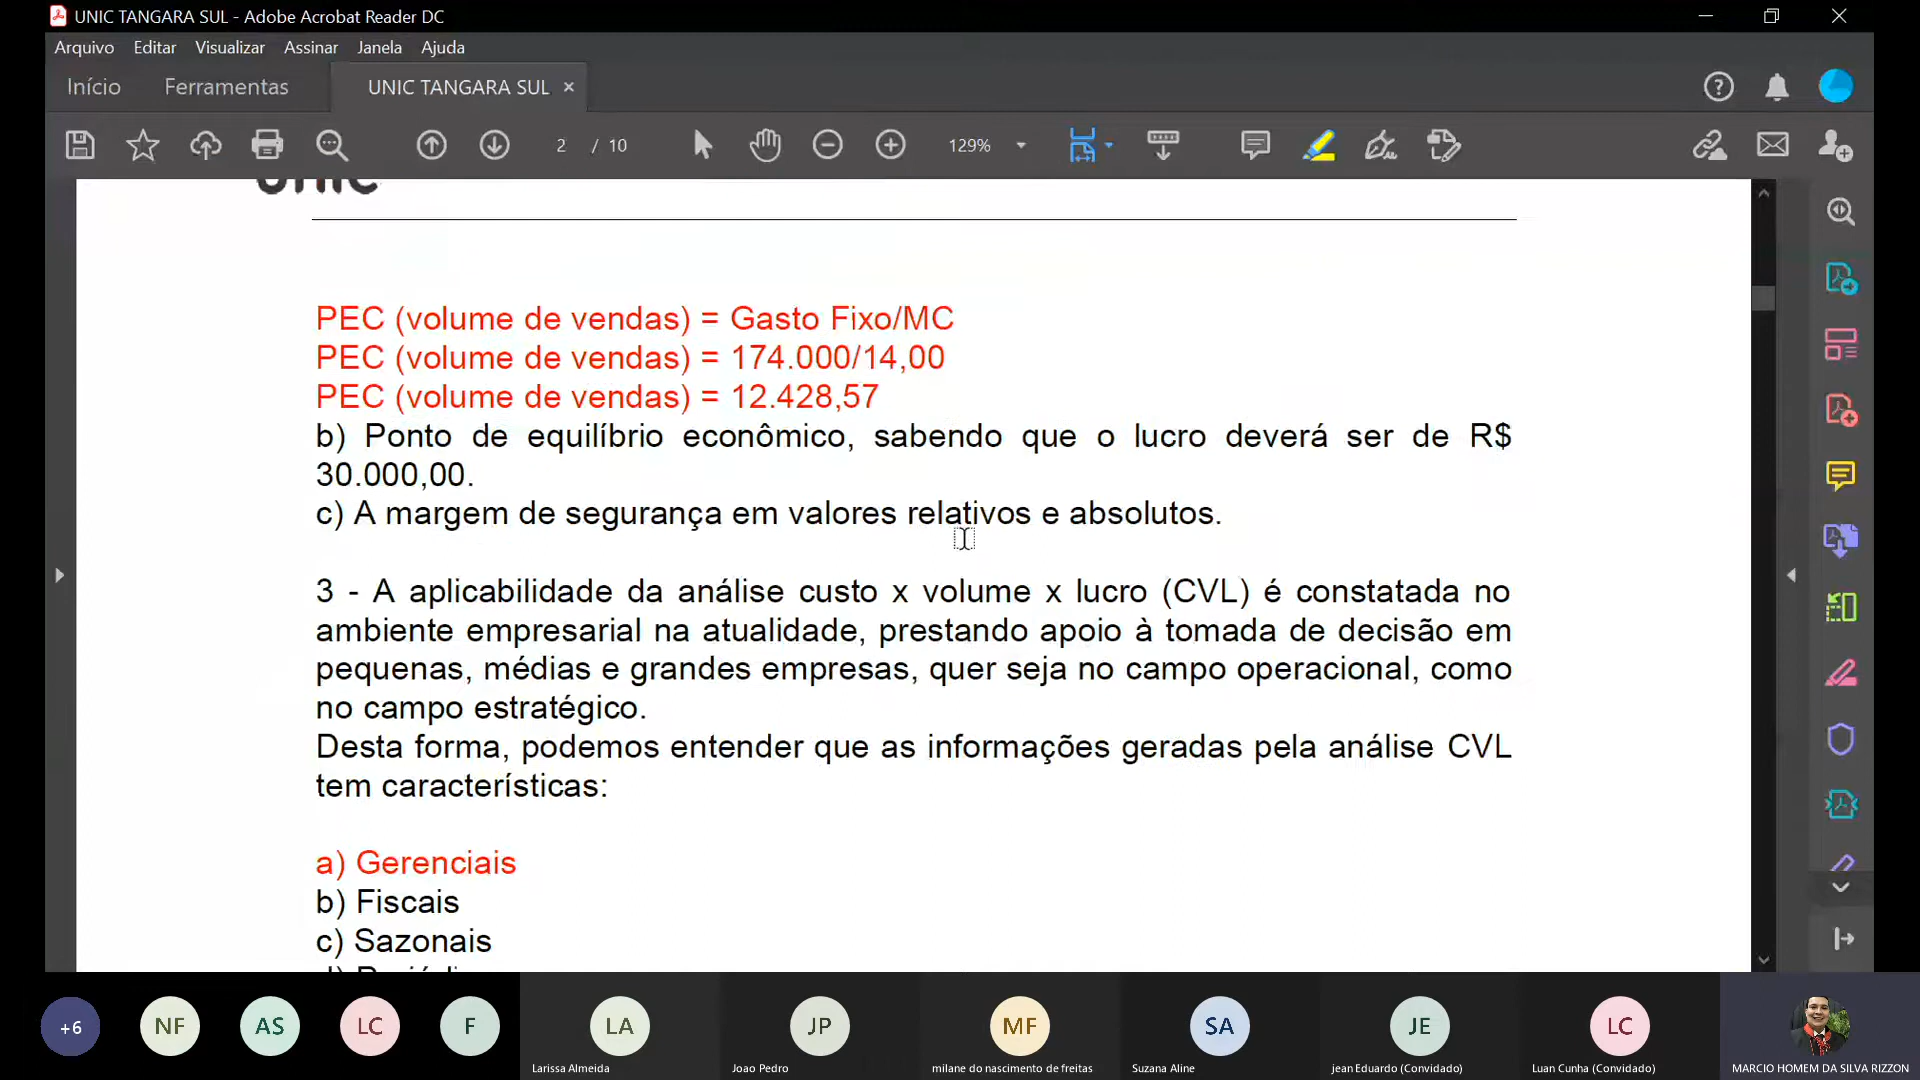 UNIC TANGARA SUL - Adobe Acrobat Reader DC
Arquivo Editar Visualizar Assinar Janela Ajuda
Início Ferramentas UNIC TANGARA SUL ×
2 / 10 129%
PEC (volume de vendas) = Gasto Fixo/MC
PEC (volume de vendas) = 174.000/14,00
PEC (volume de vendas) = 12.428,57
b) Ponto de equilíbrio econômico, sabendo que o lucro deverá ser de R$
30.000,00.
c) A margem de segurança em valores relativos e absolutos.
3 - A aplicabilidade da análise custo x volume x lucro (CVL) é constatada no
ambiente empresarial na atualidade, prestando apoio à tomada de decisão em
pequenas, médias e grandes empresas, quer seja no campo operacional, como
no campo estratégico.
Desta forma, podemos entender que as informações geradas pela análise CVL
tem características:
a) Gerenciais
b) Fiscais
c) Sazonais
+6 NF AS LC F LA JP MF SA JE LC
Larissa Almeida Joao Pedro milane do nascimento de freitas Suzana Aline jean Eduardo (Convidado) Luan Cunha (Convidado) MARCIO HOMEM DA SILVA RIZZON